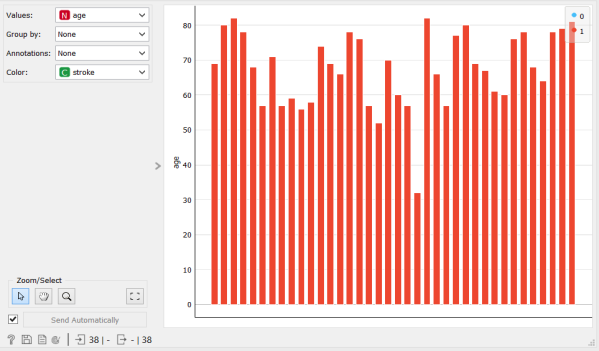 Values: N age
Group by: None
Annotations: None
Color: C stroke
Zoom/Select
Send Automatically
? 38 | - - | 38
0
1
80
70
60
50
40
30
20
10
0
age